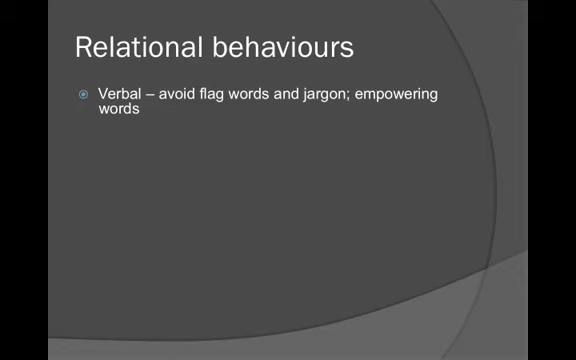 Relational behaviours
Verbal – avoid flag words and jargon; empowering
words